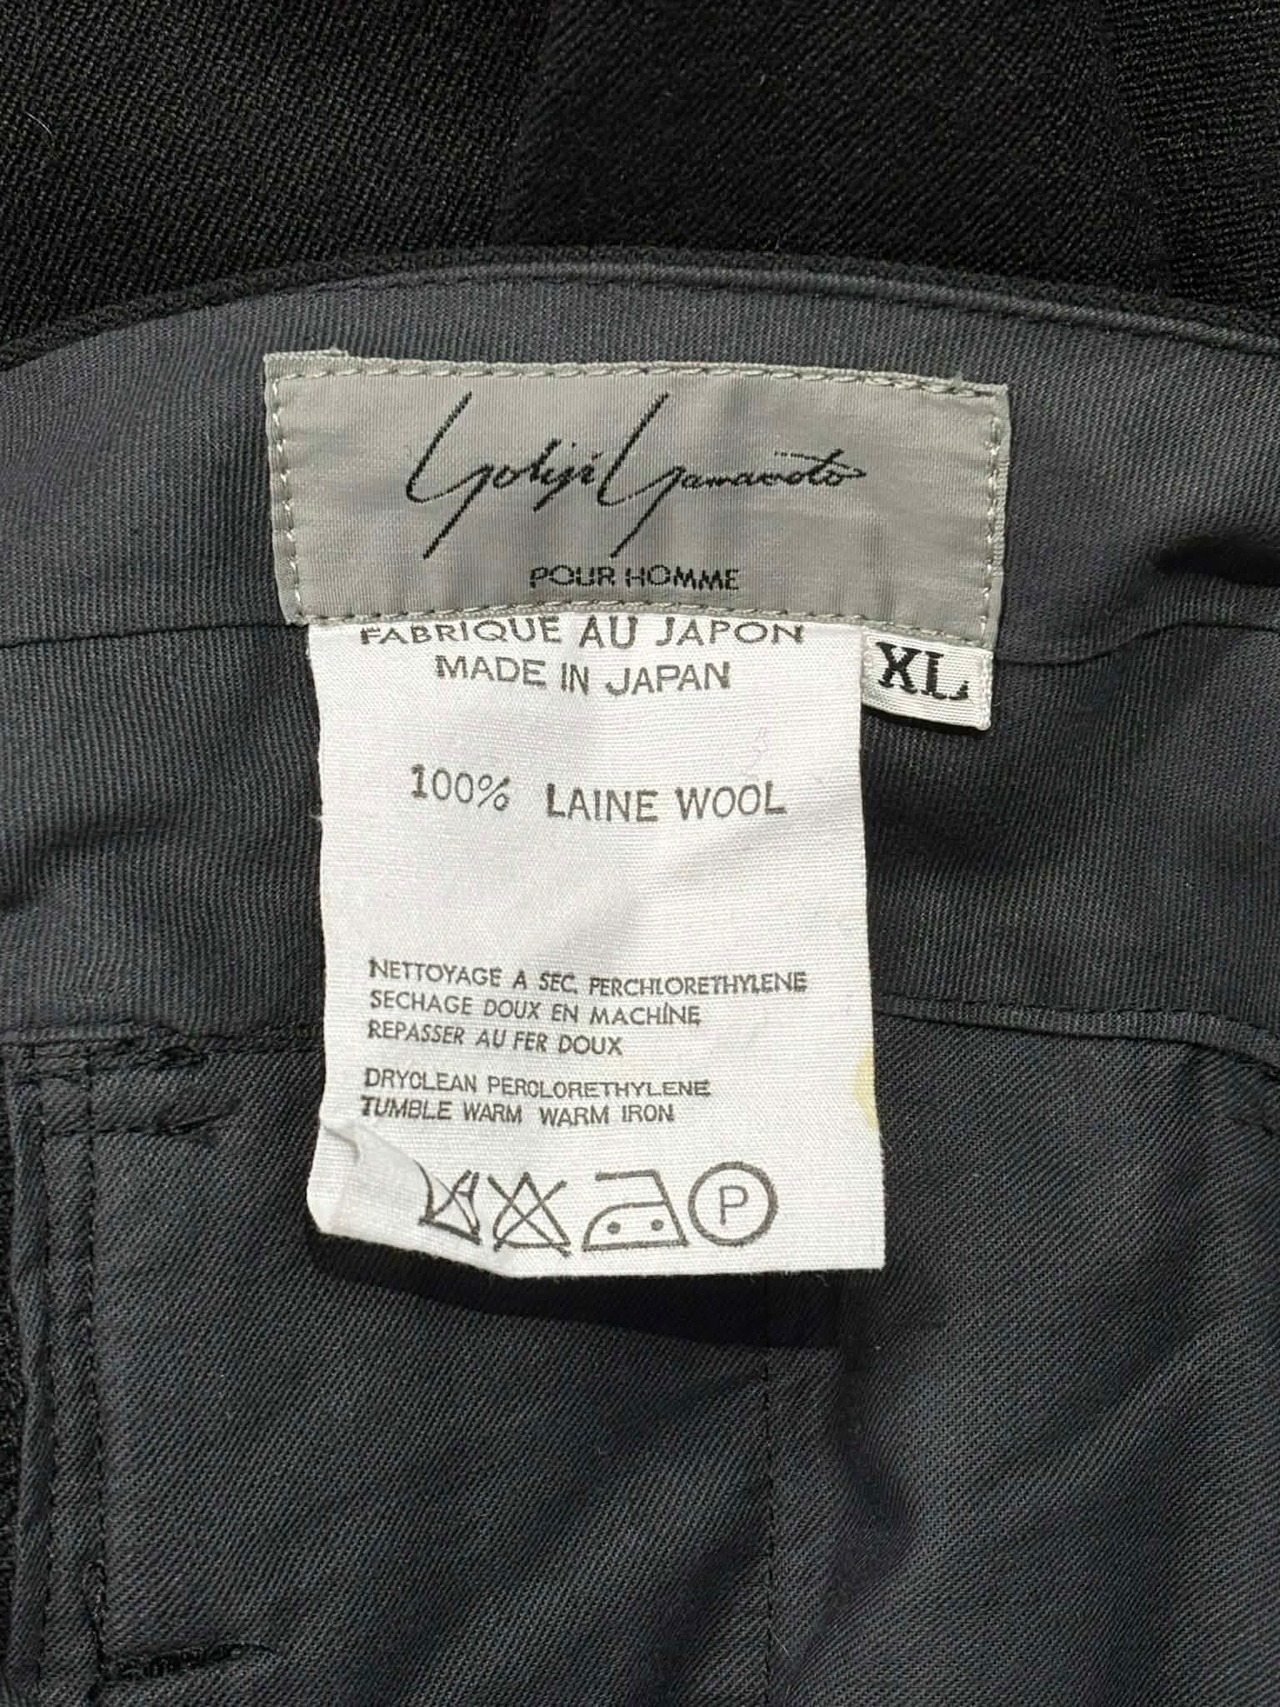 Yohji Yamamoto
POUR HOMME
FABRIQUE AU JAPON
MADE IN JAPAN
XL
100% LAINE WOOL
NETTOYAGE A SEC. PERCHLORETHYLENE
SECHAGE DOUX EN MACHINE
REPASSER AU FER DOUX
DRYCLEAN PERCLORETHYLENE
TUMBLE WARM WARM IRON
P